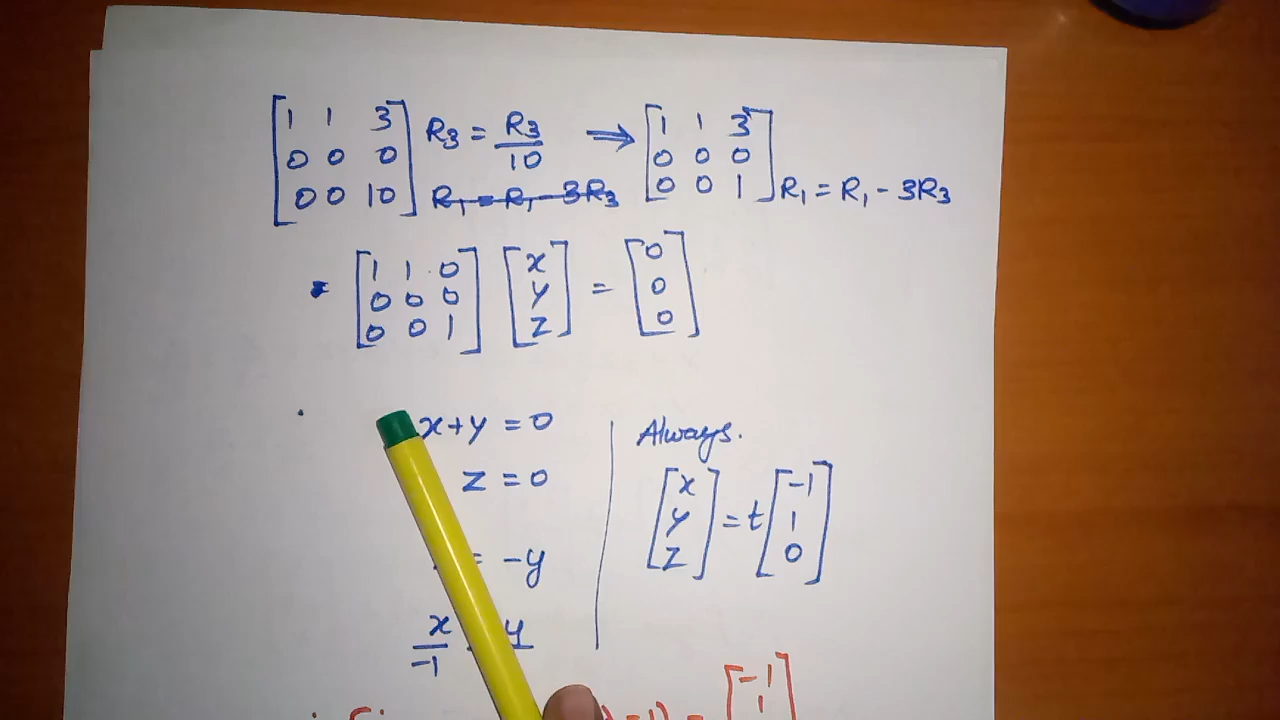 [1 1 3; 0 0 0; 0 0 10] R₃ = R₃/10 ⇒ [1 1 3; 0 0 0; 0 0 1] R₁ = R₁ - 3R₃
R₁ = R₁ - 3R₃
[1 1 0; 0 0 0; 0 0 1] [x; y; z] = [0; 0; 0]
x + y = 0
z = 0
= -y
x/-1 y
Always.
[x; y; z] = t [-1; 1; 0]
= [-1; 1